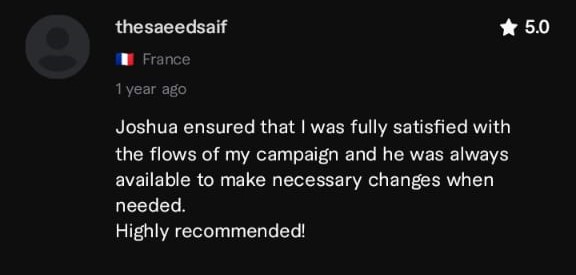 thesaeedsaif
★ 5.0
France
1 year ago
Joshua ensured that I was fully satisfied with
the flows of my campaign and he was always
available to make necessary changes when
needed.
Highly recommended!